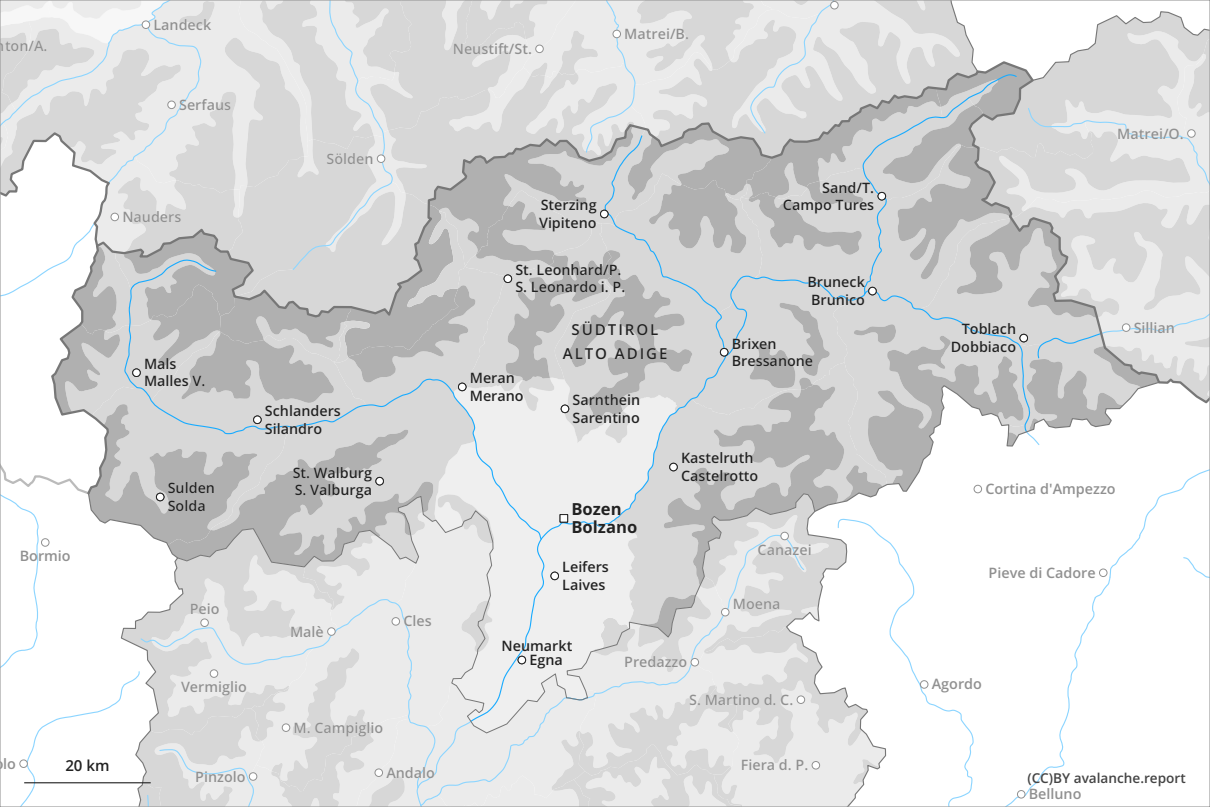 Landeck
nton/A.
Neustift/St.
Matrei/B.
Serfaus
Matrei/O.
Sölden
Nauders
Sand/T.
Campo Tures
Sterzing
Vipiteno
St. Leonhard/P.
S. Leonardo i. P.
Bruneck
Brunico
SÜDTIROL
ALTO ADIGE
Toblach
Dobbiaco
Sillian
Brixen
Bressanone
Mals
Malles V.
Meran
Merano
Sarnthein
Sarentino
Schlanders
Silandro
Kastelruth
Castelrotto
St. Walburg
S. Valburga
Sulden
Solda
Cortina d'Ampezzo
Bozen
Bolzano
Bormio
Canazei
Leifers
Laives
Pieve di Cadore
Peio
Moena
Cles
Malè
Neumarkt
Egna
Predazzo
Vermiglio
Agordo
S. Martino d. C.
M. Campiglio
olo
20 km
Pinzolo
Andalo
Fiera d. P.
(CC)BY avalanche.report
Belluno